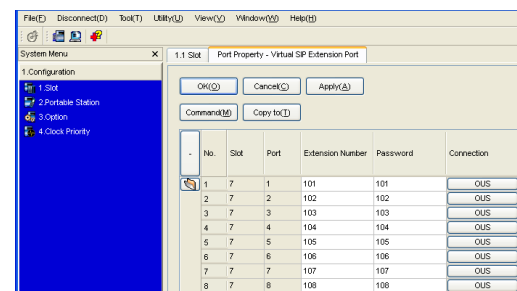 File(F) Disconnect(D) Tool(T) Utility(U) View(V) Window(W) Help(H)
System Menu X
1.1 Slot Port Property - Virtual SIP Extension Port
1.Configuration
1.Slot
2.Portable Station
3.Option
4.Clock Priority
OK(O) Cancel(C) Apply(A)
Command(M) Copy to(T)
- No. Slot Port Extension Number Password Connection
1 7 1 101 101 OUS
2 7 2 102 102 OUS
3 7 3 103 103 OUS
4 7 4 104 104 OUS
5 7 5 105 105 OUS
6 7 6 106 106 OUS
7 7 7 107 107 OUS
8 7 8 108 108 OUS